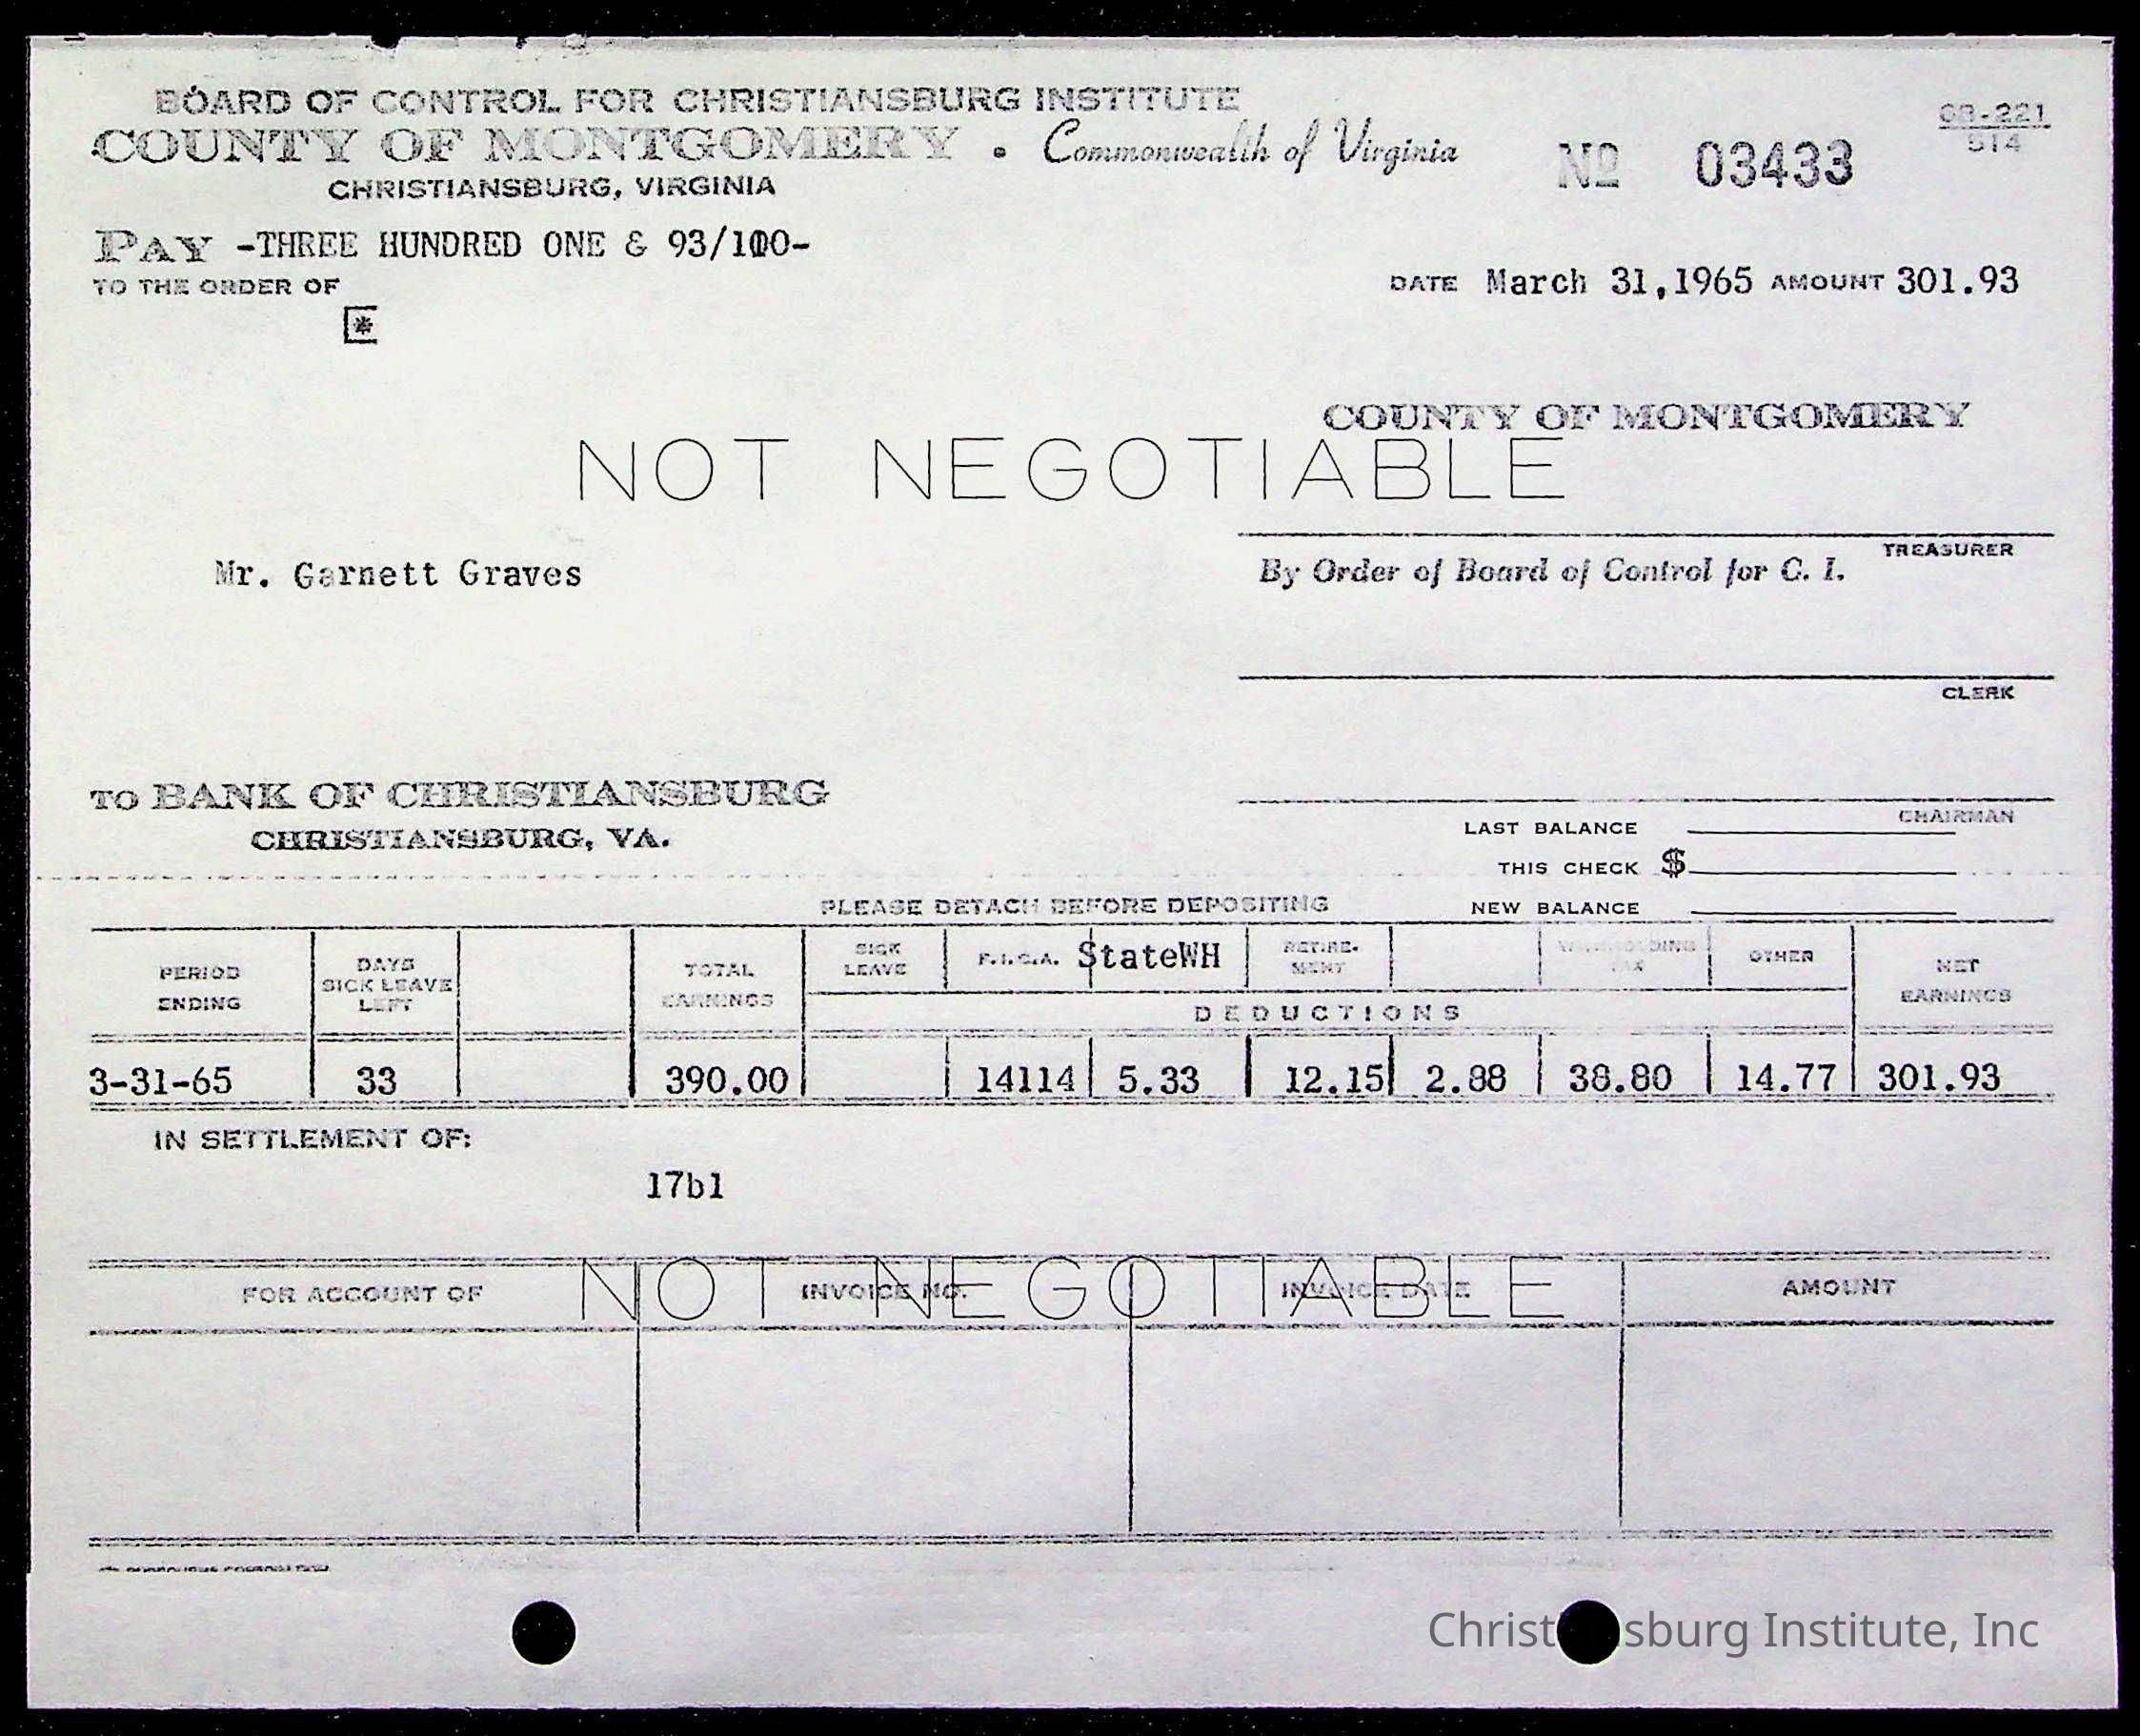 BOARD OF CONTROL FOR CHRISTIANSBURG INSTITUTE
COUNTY OF MONTGOMERY • Commonwealth of Virginia
CHRISTIANSBURG, VIRGINIA
No 03433
68-221
514
PAY -THREE HUNDRED ONE & 93/100-
TO THE ORDER OF
DATE March 31,1965 AMOUNT 301.93
*
COUNTY OF MONTGOMERY
NOT NEGOTIABLE
TREASURER
Mr. Garnett Graves
By Order of Board of Control for C. I.
CLERK
TO BANK OF CHRISTIANSBURG
CHRISTIANSBURG, VA.
CHAIRMAN
LAST BALANCE
THIS CHECK $
NEW BALANCE
PLEASE DETACH BEFORE DEPOSITING
PERIOD ENDING DAYS SICK LEAVE LEFT TOTAL EARNINGS SICK LEAVE F.I.C.A. StateWH RETIRE-MENT WITHHOLDING TAX OTHER NET EARNINGS
DEDUCTIONS
3-31-65 33 390.00 14114 5.33 12.15 2.88 38.80 14.77 301.93
IN SETTLEMENT OF:
17b1
NOT NEGOTIABLE
FOR ACCOUNT OF INVOICE NO. INVOICE DATE AMOUNT
Christ sburg Institute, Inc